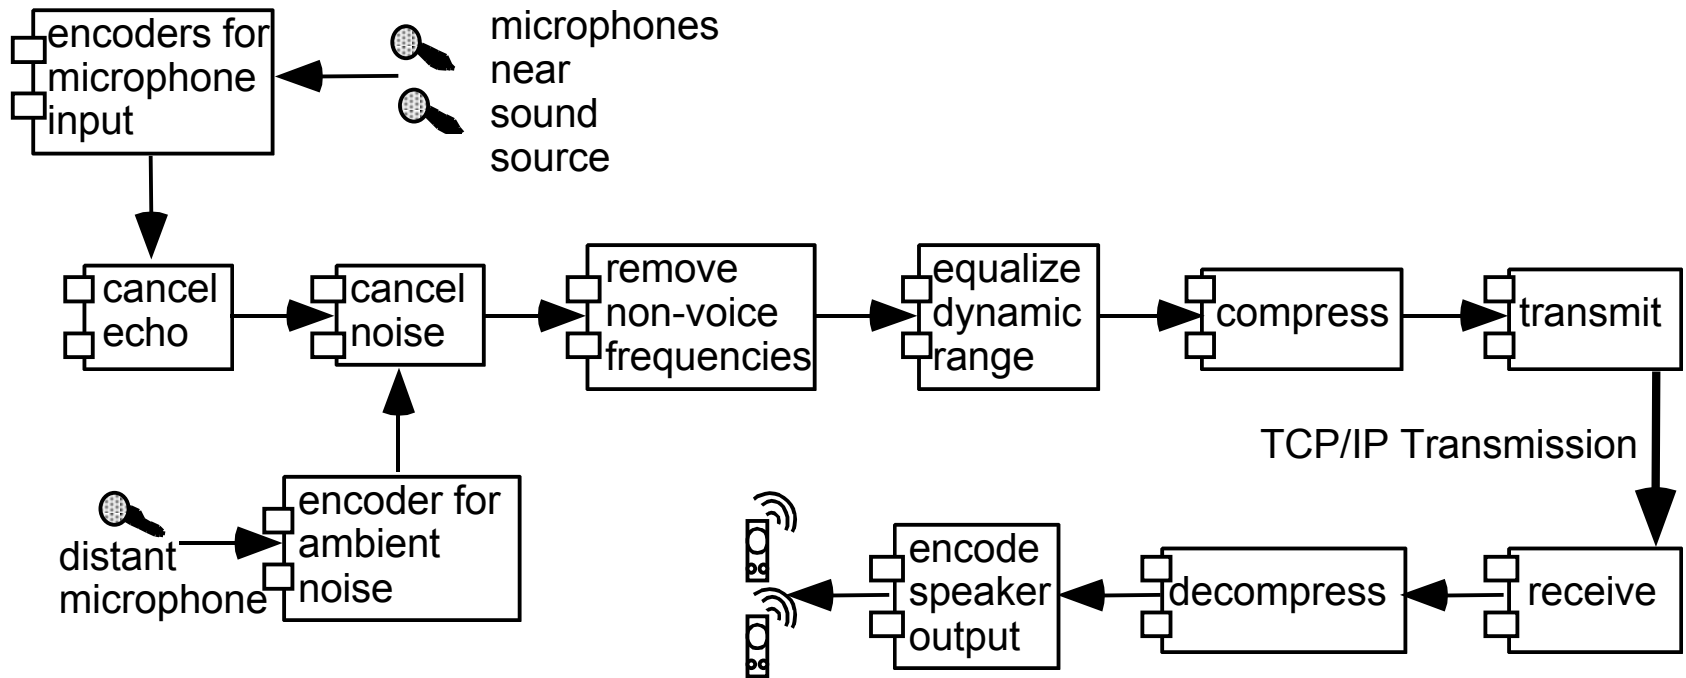 encoders for
microphone
input
microphones
near
sound
source
cancel
echo
cancel
noise
remove
non-voice
frequencies
equalize
dynamic
range
compress
transmit
TCP/IP Transmission
distant
microphone
encoder for
ambient
noise
encode
speaker
output
decompress
receive